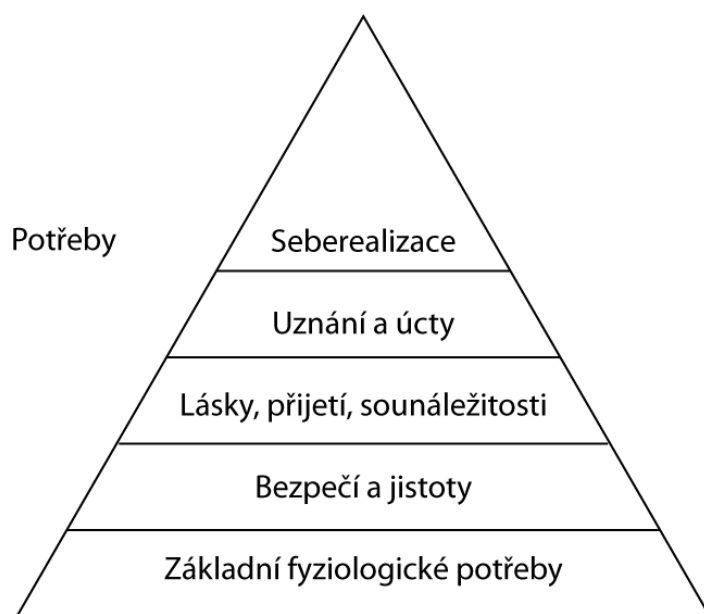 Potřeby
Seberealizace
Uznání a úcty
Lásky, přijetí, sounáležitosti
Bezpečí a jistoty
Základní fyziologické potřeby